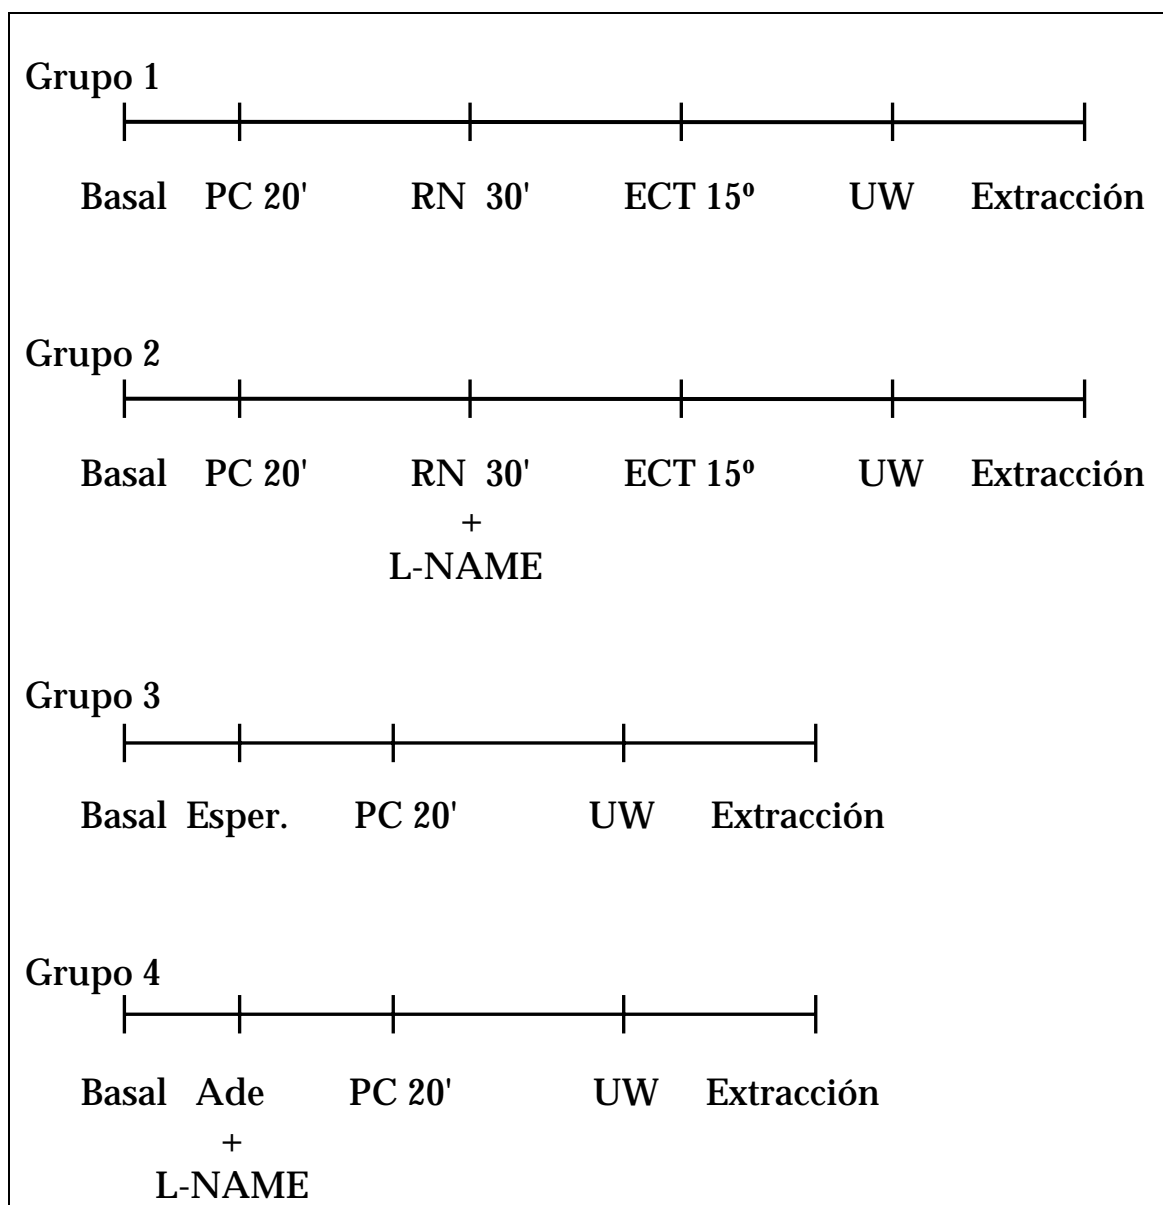 Grupo 1
Basal PC 20' RN 30' ECT 15º UW Extracción
Grupo 2
Basal PC 20' RN 30' ECT 15º UW Extracción
+
L-NAME
Grupo 3
Basal Esper. PC 20' UW Extracción
Grupo 4
Basal Ade PC 20' UW Extracción
+
L-NAME